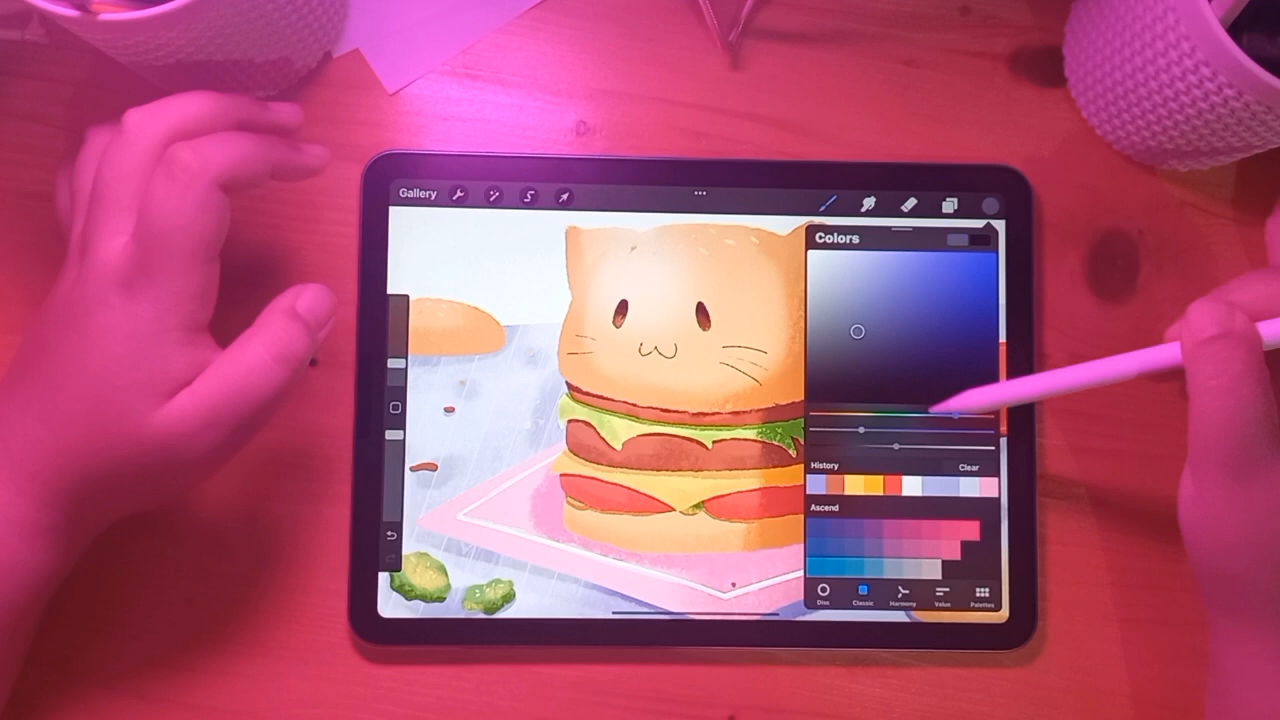 Gallery
Colors
History
Clear
Ascend
Disc
Classic
Harmony
Value
Palettes